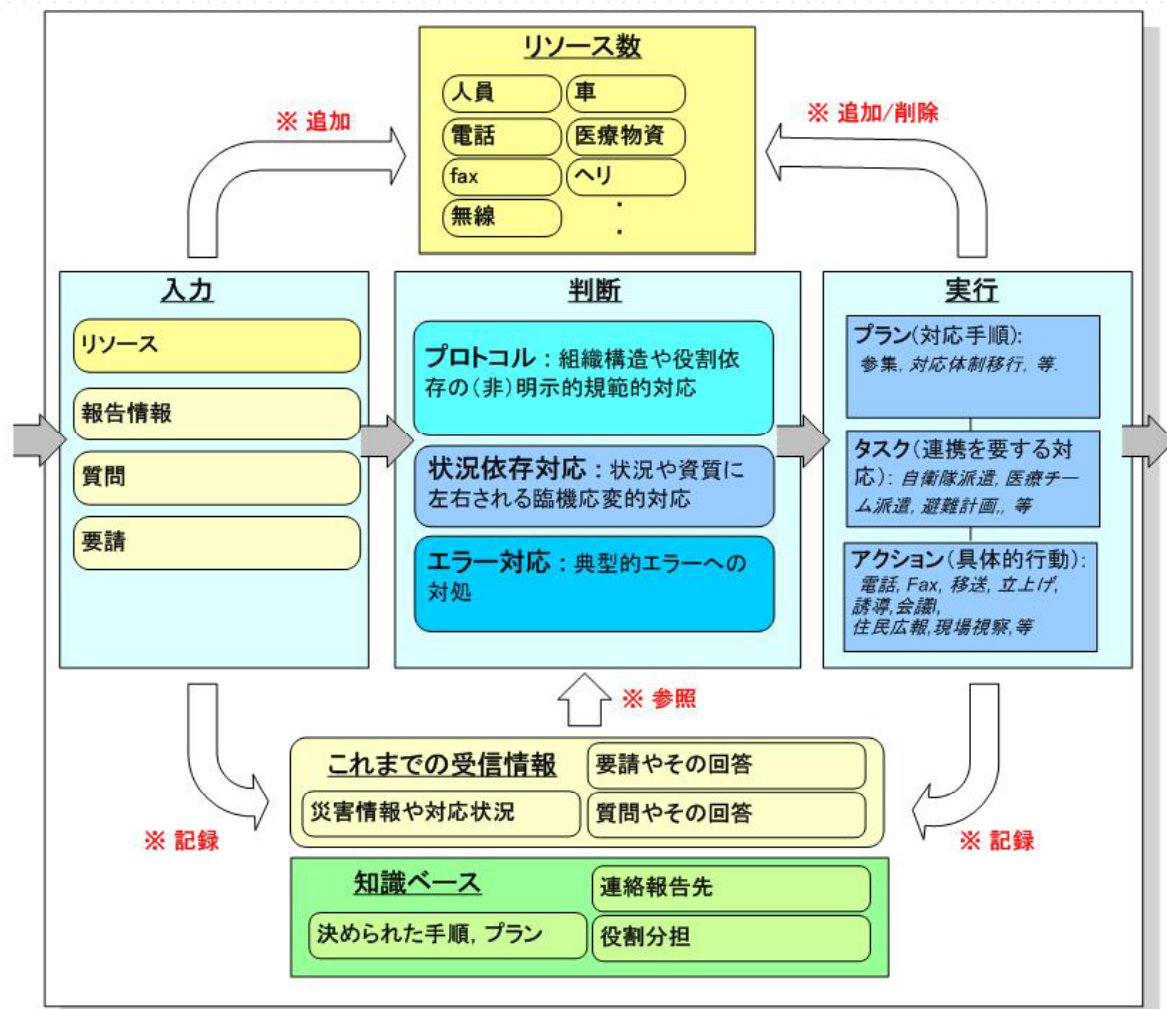 リソース数
人員
車
電話
医療物資
fax
ヘリ
無線
・
・
※ 追加
※ 追加/削除
入力
リソース
報告情報
質問
要請
判断
プロトコル：組織構造や役割依
存の（非）明示的規範的対応
状況依存対応：状況や資質に
左右される臨機応変的対応
エラー対応：典型的エラーへの
対処
実行
プラン(対応手順):
参集, 対応体制移行, 等.
タスク(連携を要する対
応): 自衛隊派遣, 医療チー
ム派遣, 避難計画,, 等
アクション(具体的行動):
電話, Fax, 移送, 立上げ,
誘導,会議,
住民広報,現場視察,等
※ 参照
※ 記録
※ 記録
これまでの受信情報
要請やその回答
災害情報や対応状況
質問やその回答
知識ベース
連絡報告先
決められた手順, プラン
役割分担